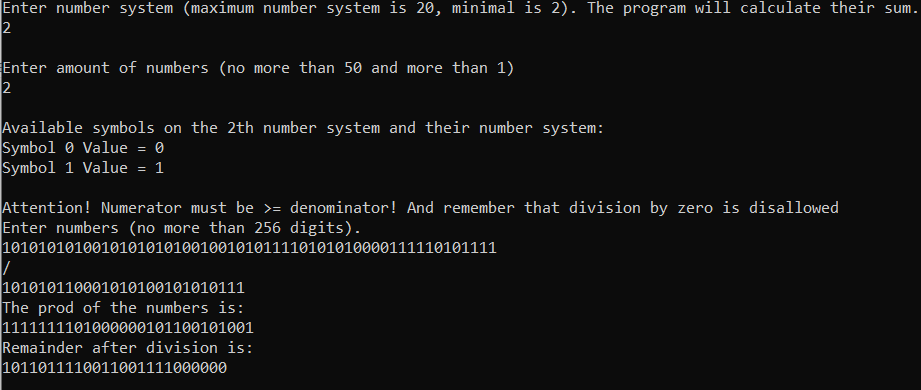 Enter number system (maximum number system is 20, minimal is 2). The program will calculate their sum.
2
Enter amount of numbers (no more than 50 and more than 1)
2
Available symbols on the 2th number system and their number system:
Symbol 0 Value = 0
Symbol 1 Value = 1
Attention! Numerator must be >= denominator! And remember that division by zero is disallowed
Enter numbers (no more than 256 digits).
1010101010010101010100100101011110101010000111110101111
/
101010110001010100101010111
The prod of the numbers is:
1111111101000000101100101001
Remainder after division is:
1011011110011001111000000